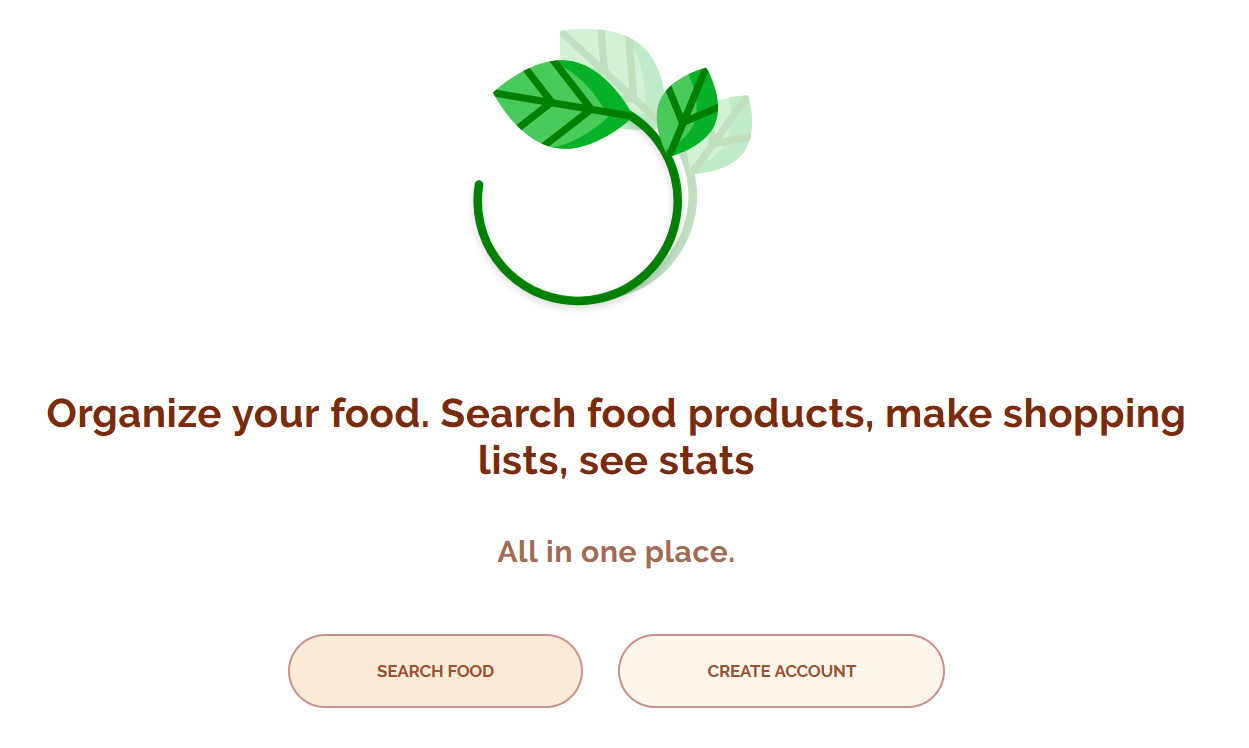 Organize your food. Search food products, make shopping
lists, see stats
All in one place.
SEARCH FOOD
CREATE ACCOUNT